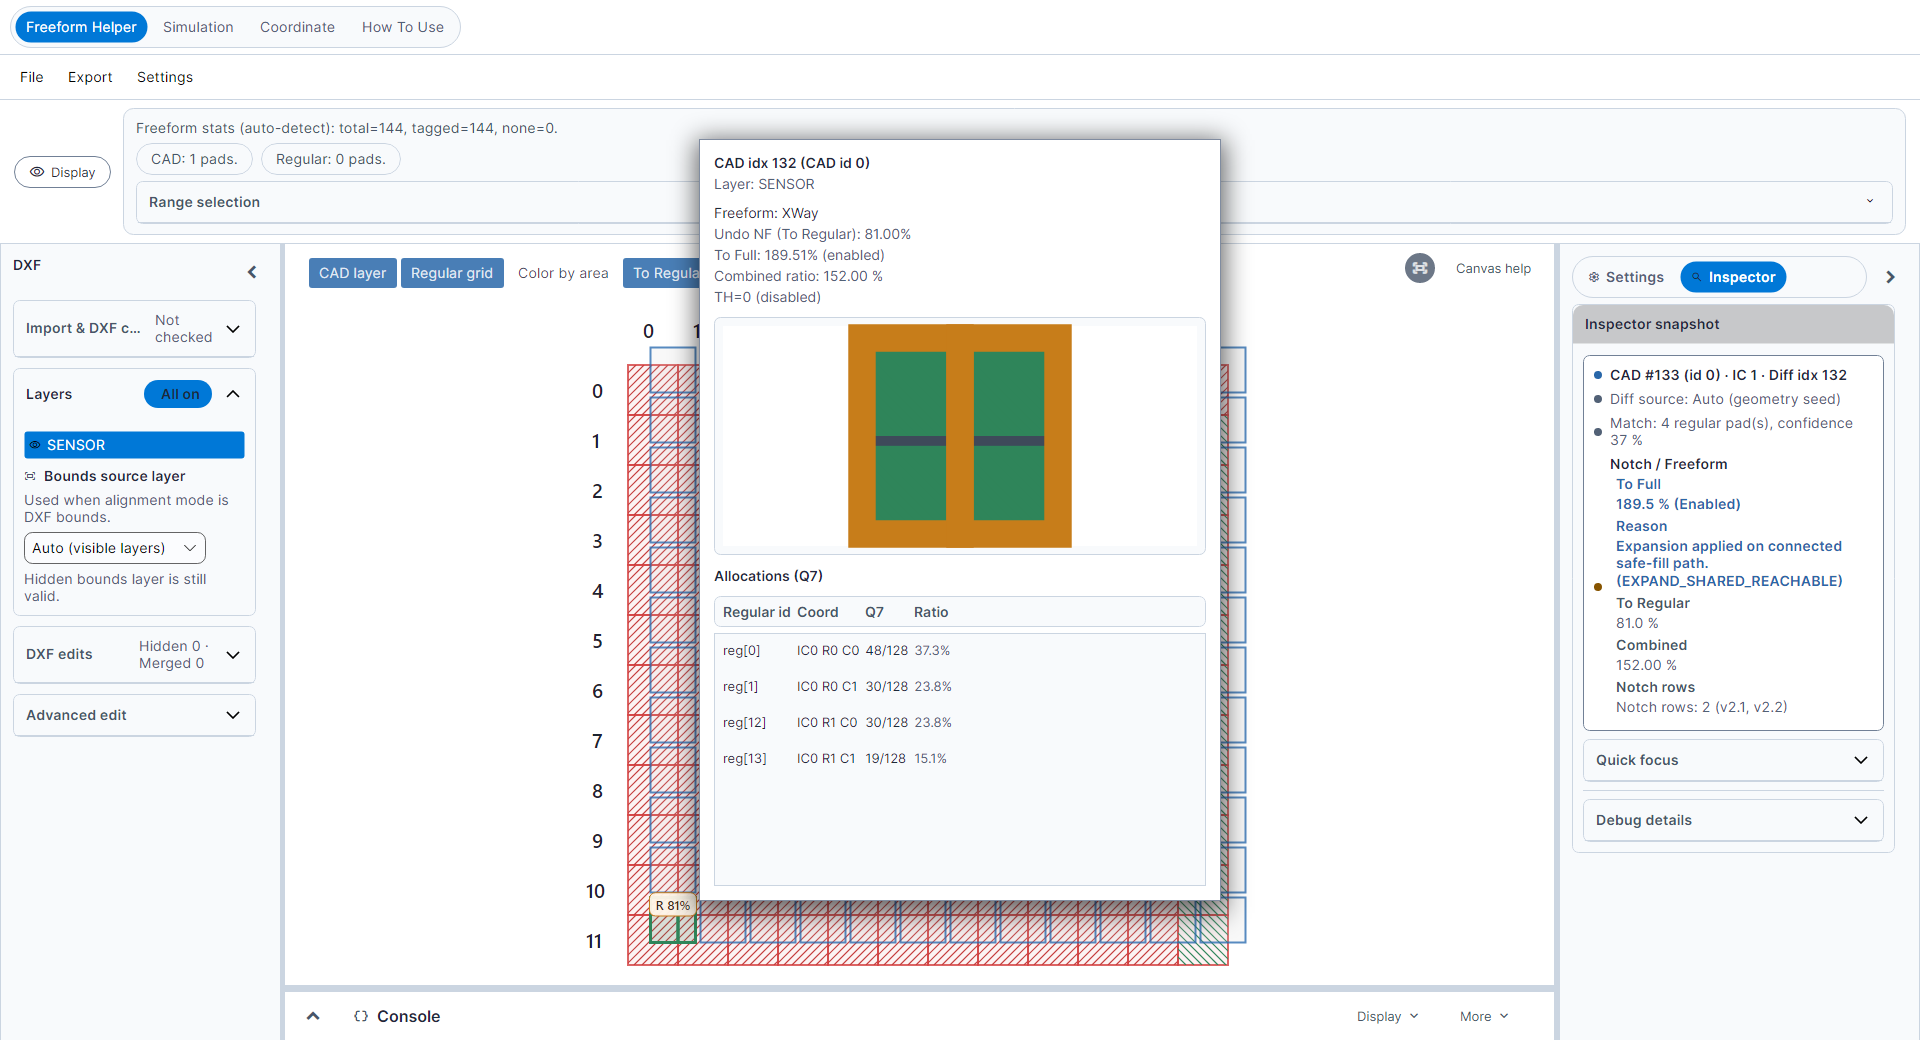 Freeform Helper
Simulation
Coordinate
How To Use
File
Export
Settings
Display
Freeform stats (auto-detect): total=144, tagged=144, none=0.
CAD: 1 pads.
Regular: 0 pads.
Range selection
DXF
Import & DXF c...
Not checked
Layers
All on
SENSOR
Bounds source layer
Used when alignment mode is
DXF bounds.
Auto (visible layers)
Hidden bounds layer is still
valid.
DXF edits
Hidden 0 ·
Merged 0
Advanced edit
CAD layer
Regular grid
Color by area
To Regula
Canvas help
0
1
0
1
2
3
4
5
6
7
8
9
10
11
R 81%
CAD idx 132 (CAD id 0)
Layer: SENSOR
Freeform: XWay
Undo NF (To Regular): 81.00%
To Full: 189.51% (enabled)
Combined ratio: 152.00 %
TH=0 (disabled)
Allocations (Q7)
Regular id Coord Q7 Ratio
reg[0] IC0 R0 C0 48/128 37.3%
reg[1] IC0 R0 C1 30/128 23.8%
reg[12] IC0 R1 C0 30/128 23.8%
reg[13] IC0 R1 C1 19/128 15.1%
Console
Display
More
Settings
Inspector
Inspector snapshot
CAD #133 (id 0) · IC 1 · Diff idx 132
Diff source: Auto (geometry seed)
Match: 4 regular pad(s), confidence
37 %
Notch / Freeform
To Full
189.5 % (Enabled)
Reason
Expansion applied on connected
safe-fill path.
(EXPAND_SHARED_REACHABLE)
To Regular
81.0 %
Combined
152.00 %
Notch rows
Notch rows: 2 (v2.1, v2.2)
Quick focus
Debug details